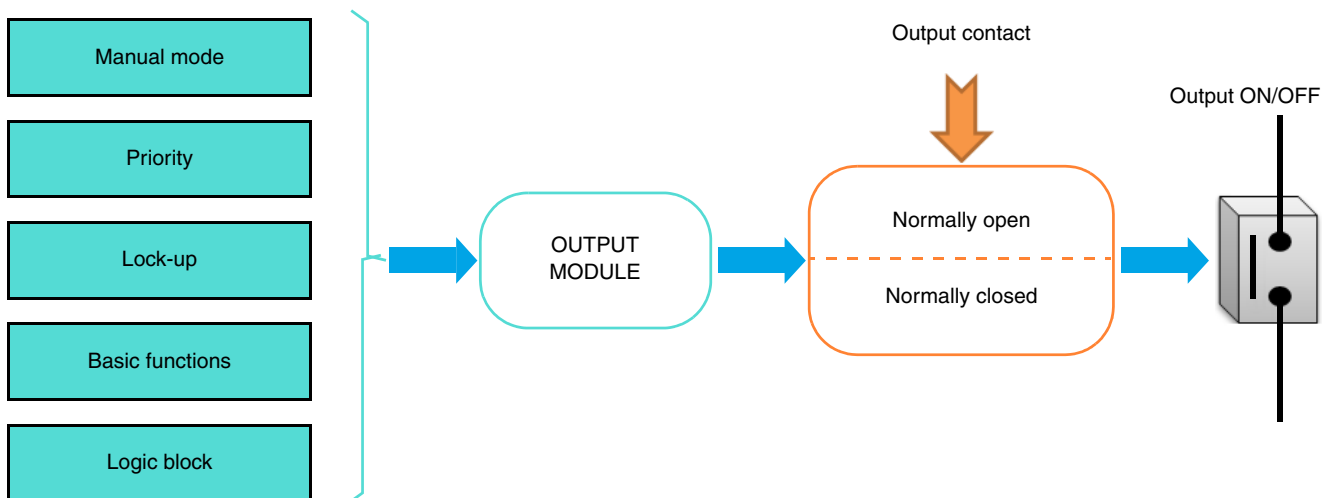 Manual mode
Priority
Lock-up
Basic functions
Logic block
OUTPUT
MODULE
Output contact
Normally open
Normally closed
Output ON/OFF